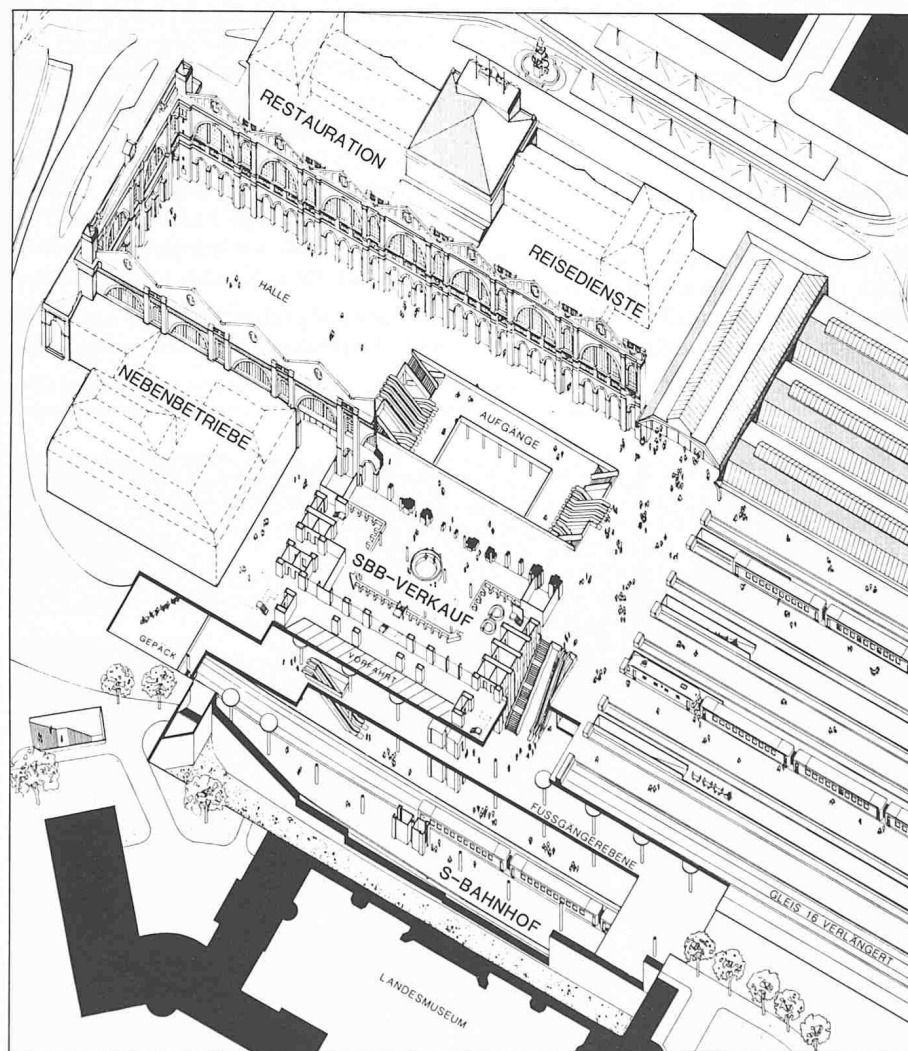 RESTAURATION
REISEDIENSTE
HALLE
NEBENBETRIEBE
AUFGÄNGE
SBB-VERKAUF
GEPÄCK
VORFAHRT
FUSSGÄNGEREBENE
S-BAHNHOF
GLEIS 16 VERLÄNGERT
LANDESMUSEUM